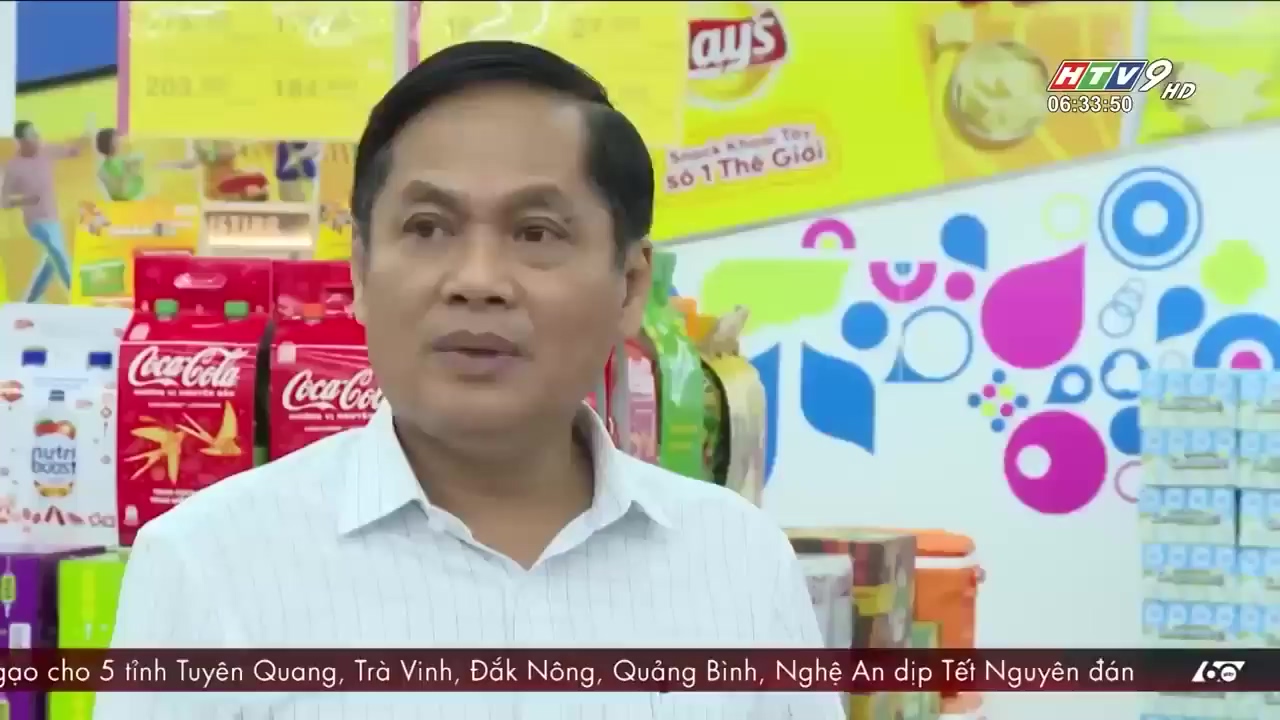 HTV9 HD
06:33:50
ay's
Snack Khoai Tây
số 1 Thế Giới
Coca-Cola
Coca-Co
nutri
boost
gạo cho 5 tỉnh Tuyên Quang, Trà Vinh, Đắk Nông, Quảng Bình, Nghệ An dịp Tết Nguyên đán